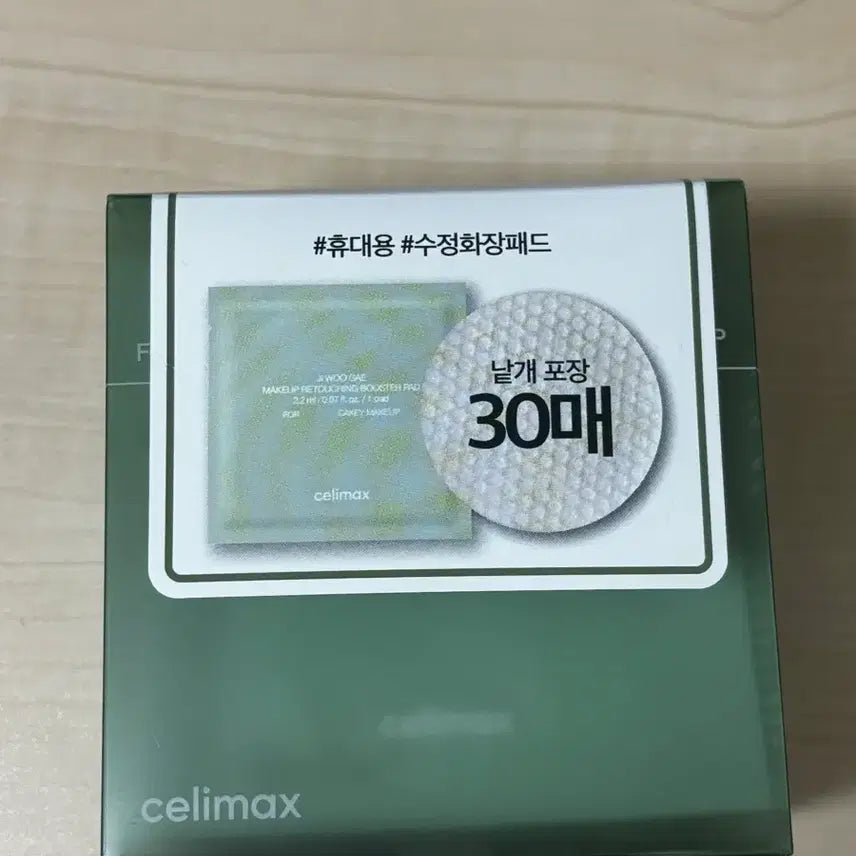 #휴대용 #수정화장패드
JI WOO GAE
MAKEUP RETOUCHING BOOSTER PAD
2.2 ml / 0.07 fl. oz. / 1 pad
FOR CAKEY MAKEUP
celimax
낱개 포장
30매
F
P
celimax